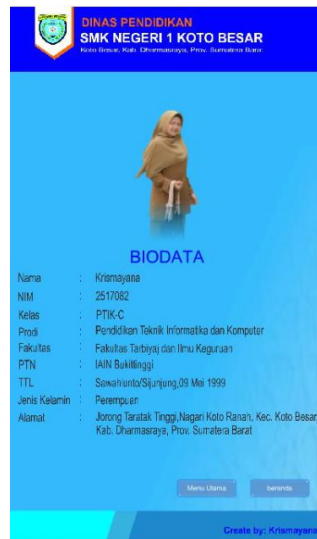 DINAS PENDIDIKAN
SMK NEGERI 1 KOTO BESAR
Koto Besar, Kab. Dharmasraya, Prov. Sumatera Barat
BIODATA
Nama : Krismayana
NIM : 2517082
Kelas : PTIK-C
Prodi : Pendidikan Teknik Informatika dan Komputer
Fakultas : Fakultas Tarbiyaj dan Ilmu Keguruan
PTN : IAIN Bukittinggi
TTL : Sawahlunto/Sijunjung,09 Mei 1999
Jenis Kelamin : Perempuan
Alamat : Jorong Taratak Tinggi,Nagari Koto Ranah, Kec. Koto Besar
Kab. Dharmasraya, Prov. Sumatera Barat
Menu Utama beranda
Create by: Krismayana